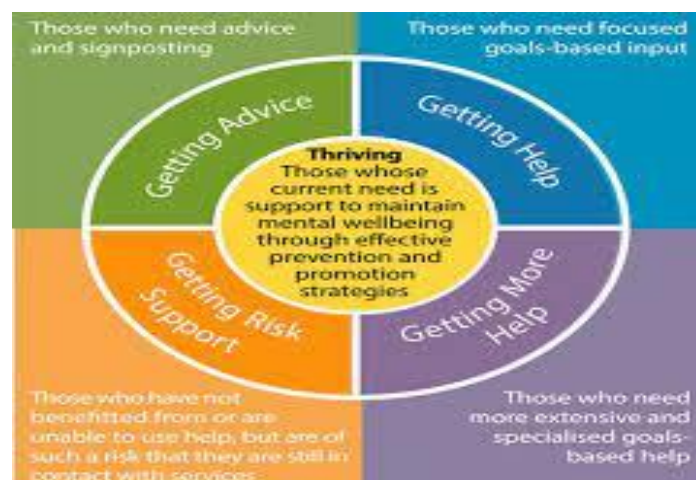 Those who need advice
and signposting
Those who need focused
goals-based input
Getting Advice
Getting Help
Thriving
Those whose
current need is
support to maintain
mental wellbeing
through effective
prevention and
promotion
strategies
Getting Risk
Support
Getting More
Help
Those who have not
benefitted from or are
unable to use help, but are of
such a risk that they are still in
contact with services
Those who need
more extensive and
specialised goals-
based help